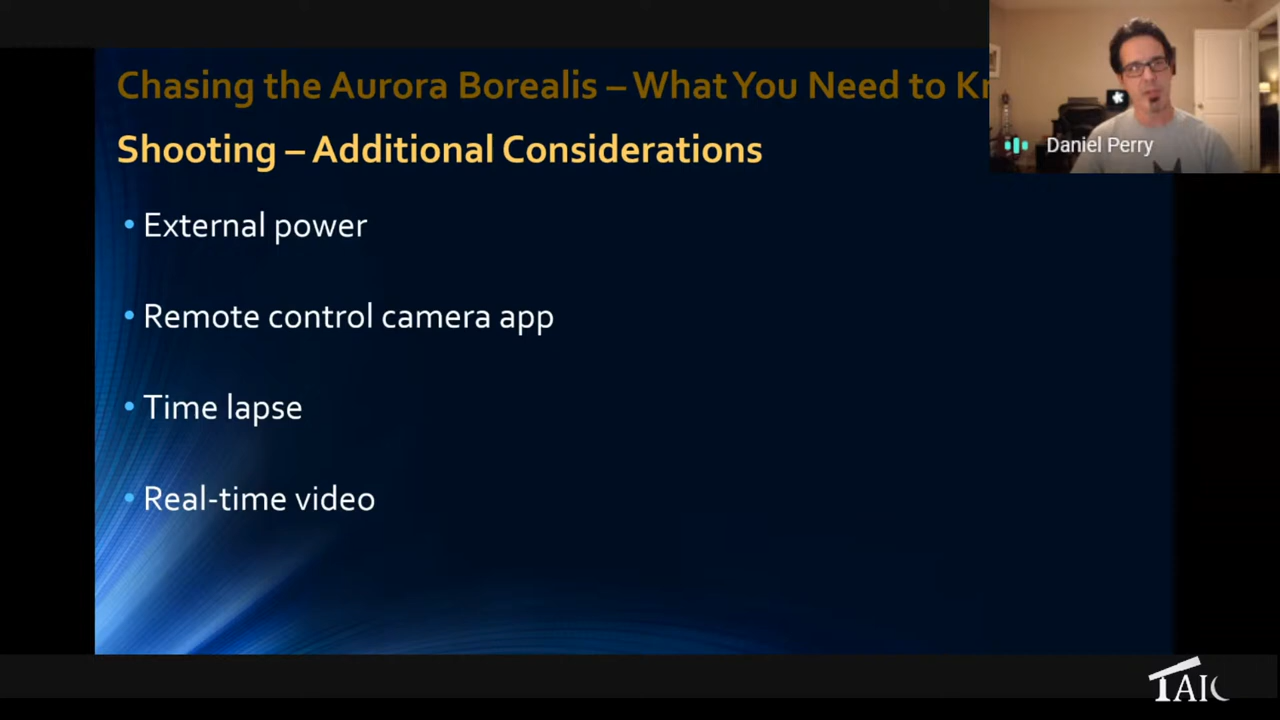 Chasing the Aurora Borealis – What You Need to Kn
Shooting – Additional Considerations
• External power
• Remote control camera app
• Time lapse
• Real-time video
Daniel Perry
TAIC